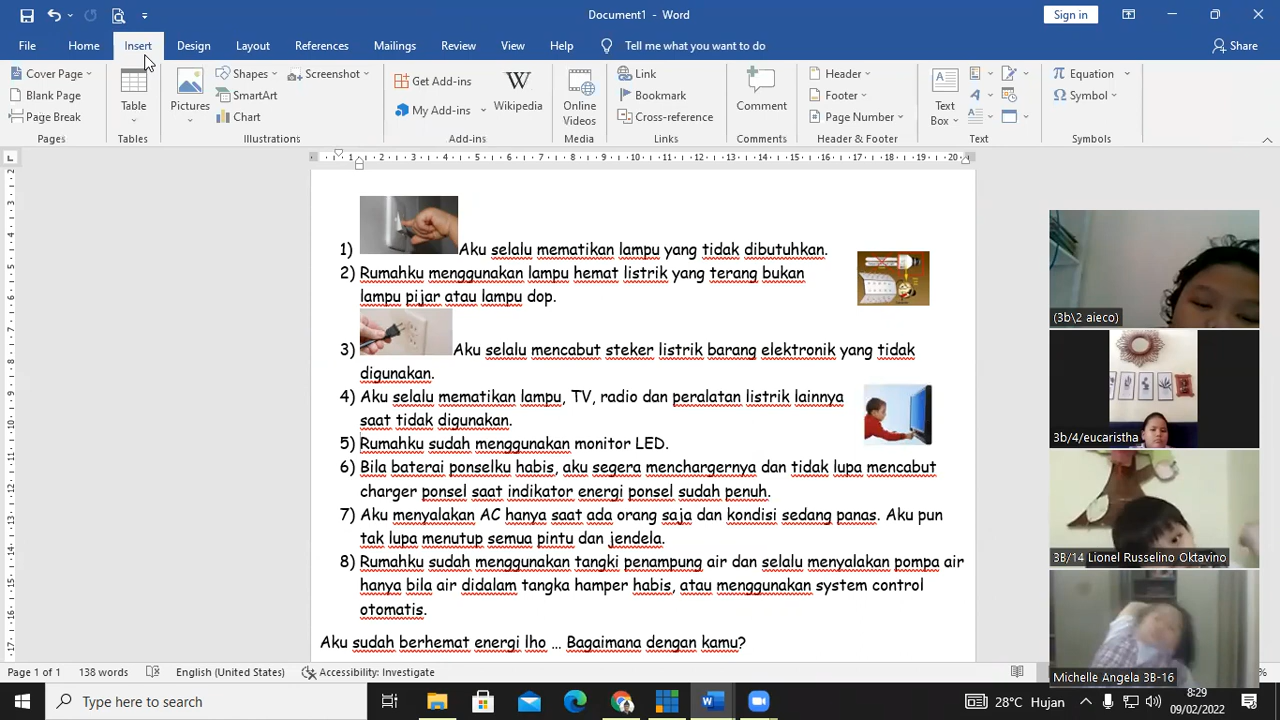 Document1 - Word
Sign in
File Home Insert Design Layout References Mailings Review View Help Tell me what you want to do Share
Cover Page
Blank Page
Page Break
Pages
Table
Tables
Pictures
Shapes
SmartArt
Chart
Screenshot
Illustrations
Get Add-ins
My Add-ins
Wikipedia
Add-ins
Online Videos
Media
Link
Bookmark
Cross-reference
Links
Comment
Comments
Header
Footer
Page Number
Header & Footer
Text Box
Text
Equation
Symbol
Symbols
1) Aku selalu mematikan lampu yang tidak dibutuhkan.
2) Rumahku menggunakan lampu hemat listrik yang terang bukan
lampu pijar atau lampu dop.
3) Aku selalu mencabut steker listrik barang elektronik yang tidak
digunakan.
4) Aku selalu mematikan lampu, TV, radio dan peralatan listrik lainnya
saat tidak digunakan.
5) Rumahku sudah menggunakan monitor LED.
6) Bila baterai ponselku habis, aku segera menchargernya dan tidak lupa mencabut
charger ponsel saat indikator energi ponsel sudah penuh.
7) Aku menyalakan AC hanya saat ada orang saja dan kondisi sedang panas. Aku pun
tak lupa menutup semua pintu dan jendela.
8) Rumahku sudah menggunakan tangki penampung air dan selalu menyalakan pompa air
hanya bila air didalam tangka hamper habis, atau menggunakan system control
otomatis.
Aku sudah berhemat energi lho … Bagaimana dengan kamu?
(3b\2 aieco)
3b/4/eucaristha
3B/14 Lionel Russelino Oktavino
Michelle Angela 3B-16
Page 1 of 1 138 words English (United States) Accessibility: Investigate
Type here to search
28°C Hujan
8:29
09/02/2022